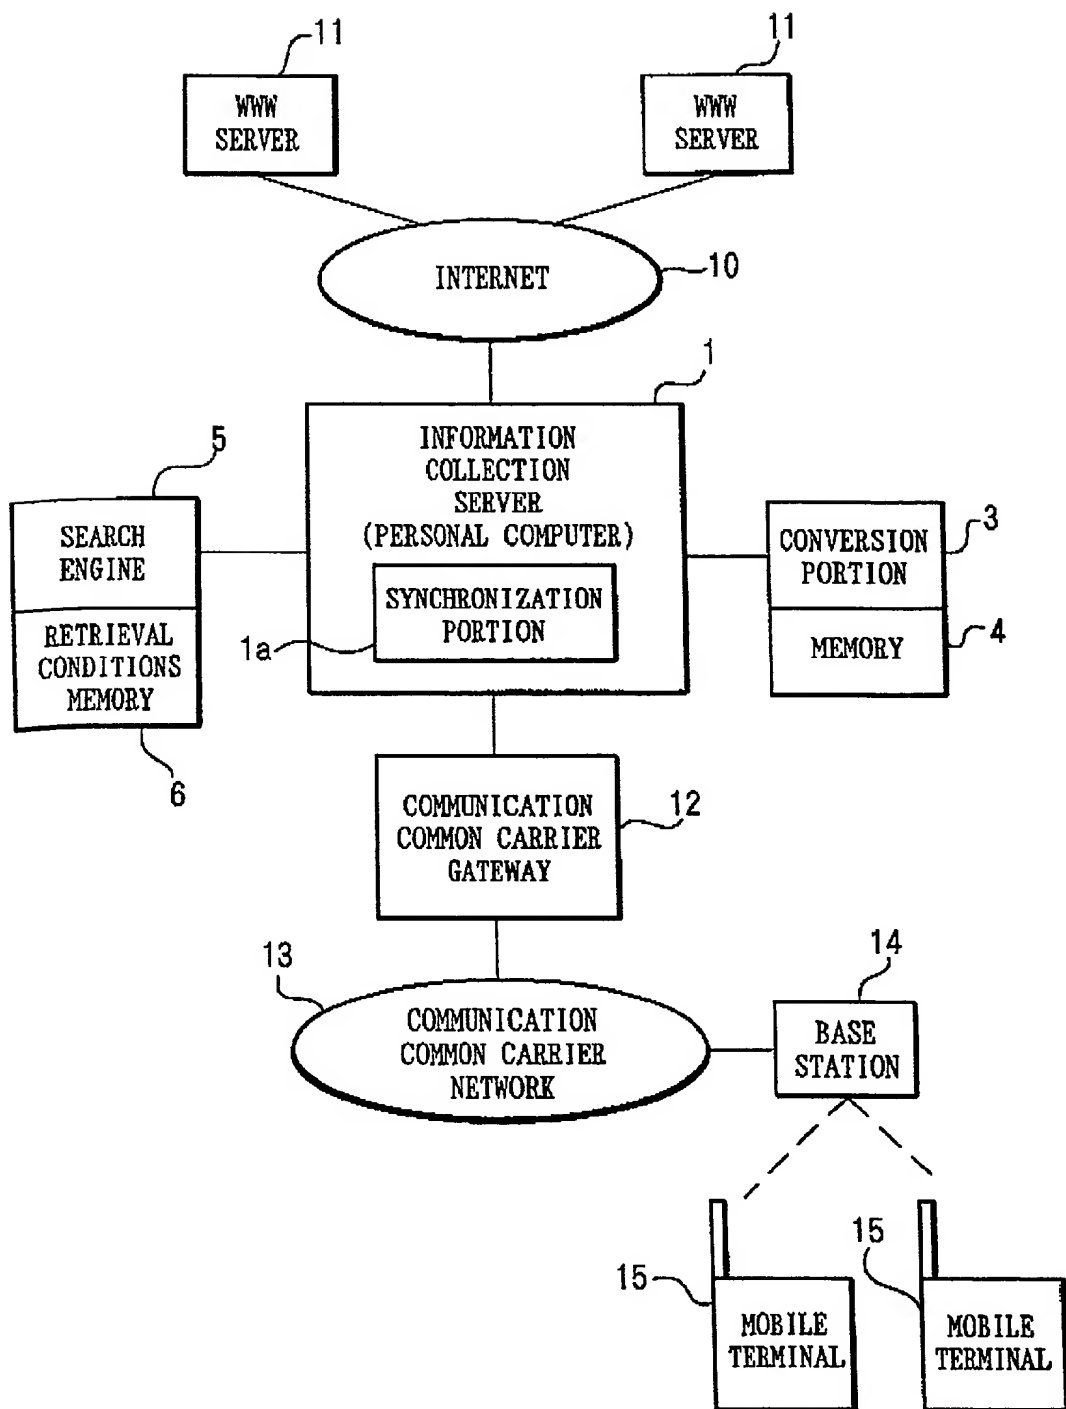 11
11
WWW
SERVER
WWW
SERVER
INTERNET
10
1
INFORMATION
COLLECTION
SERVER
(PERSONAL COMPUTER)
5
SEARCH
ENGINE
3
CONVERSION
PORTION
SYNCHRONIZATION
PORTION
1a
RETRIEVAL
CONDITIONS
MEMORY
MEMORY
4
6
COMMUNICATION
COMMON CARRIER
GATEWAY
12
13
COMMUNICATION
COMMON CARRIER
NETWORK
14
BASE
STATION
15
MOBILE
TERMINAL
15
MOBILE
TERMINAL